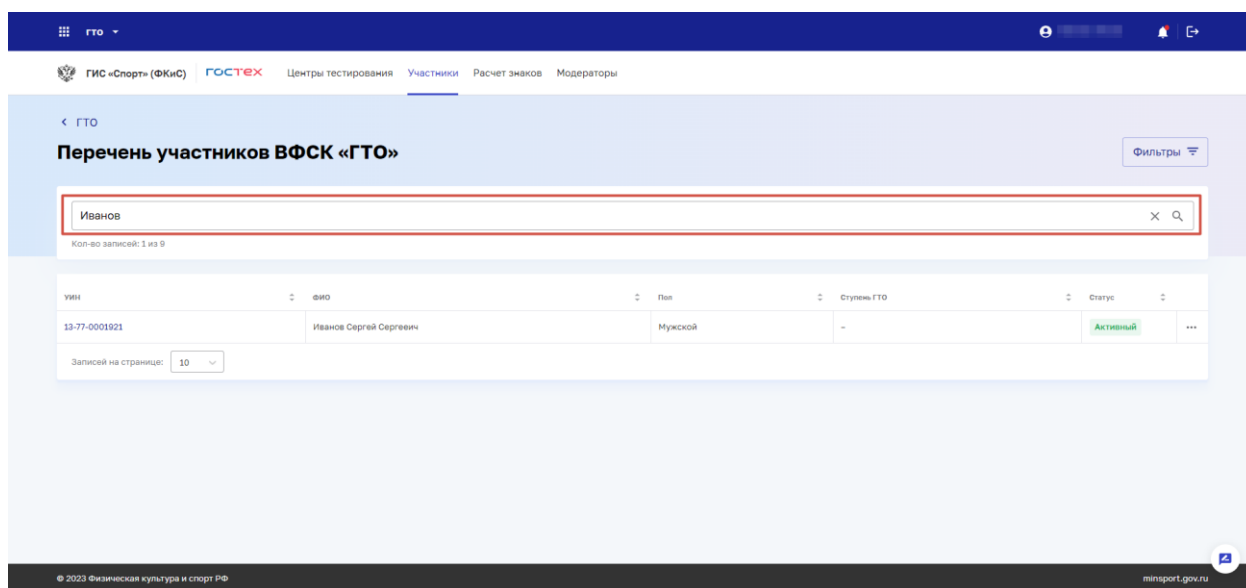 ГТО
ГИС «Спорт» (ФКиС) ГОСТЕХ Центры тестирования Участники Расчет знаков Модераторы
ГТО
Перечень участников ВФСК «ГТО»
Фильтры
Иванов
Кол-во записей: 1 из 9
УИН ФИО Пол Ступень ГТО Статус
13-77-0001921 Иванов Сергей Сергеевич Мужской – Активный ...
Записей на странице: 10
© 2023 Физическая культура и спорт РФ minsport.gov.ru